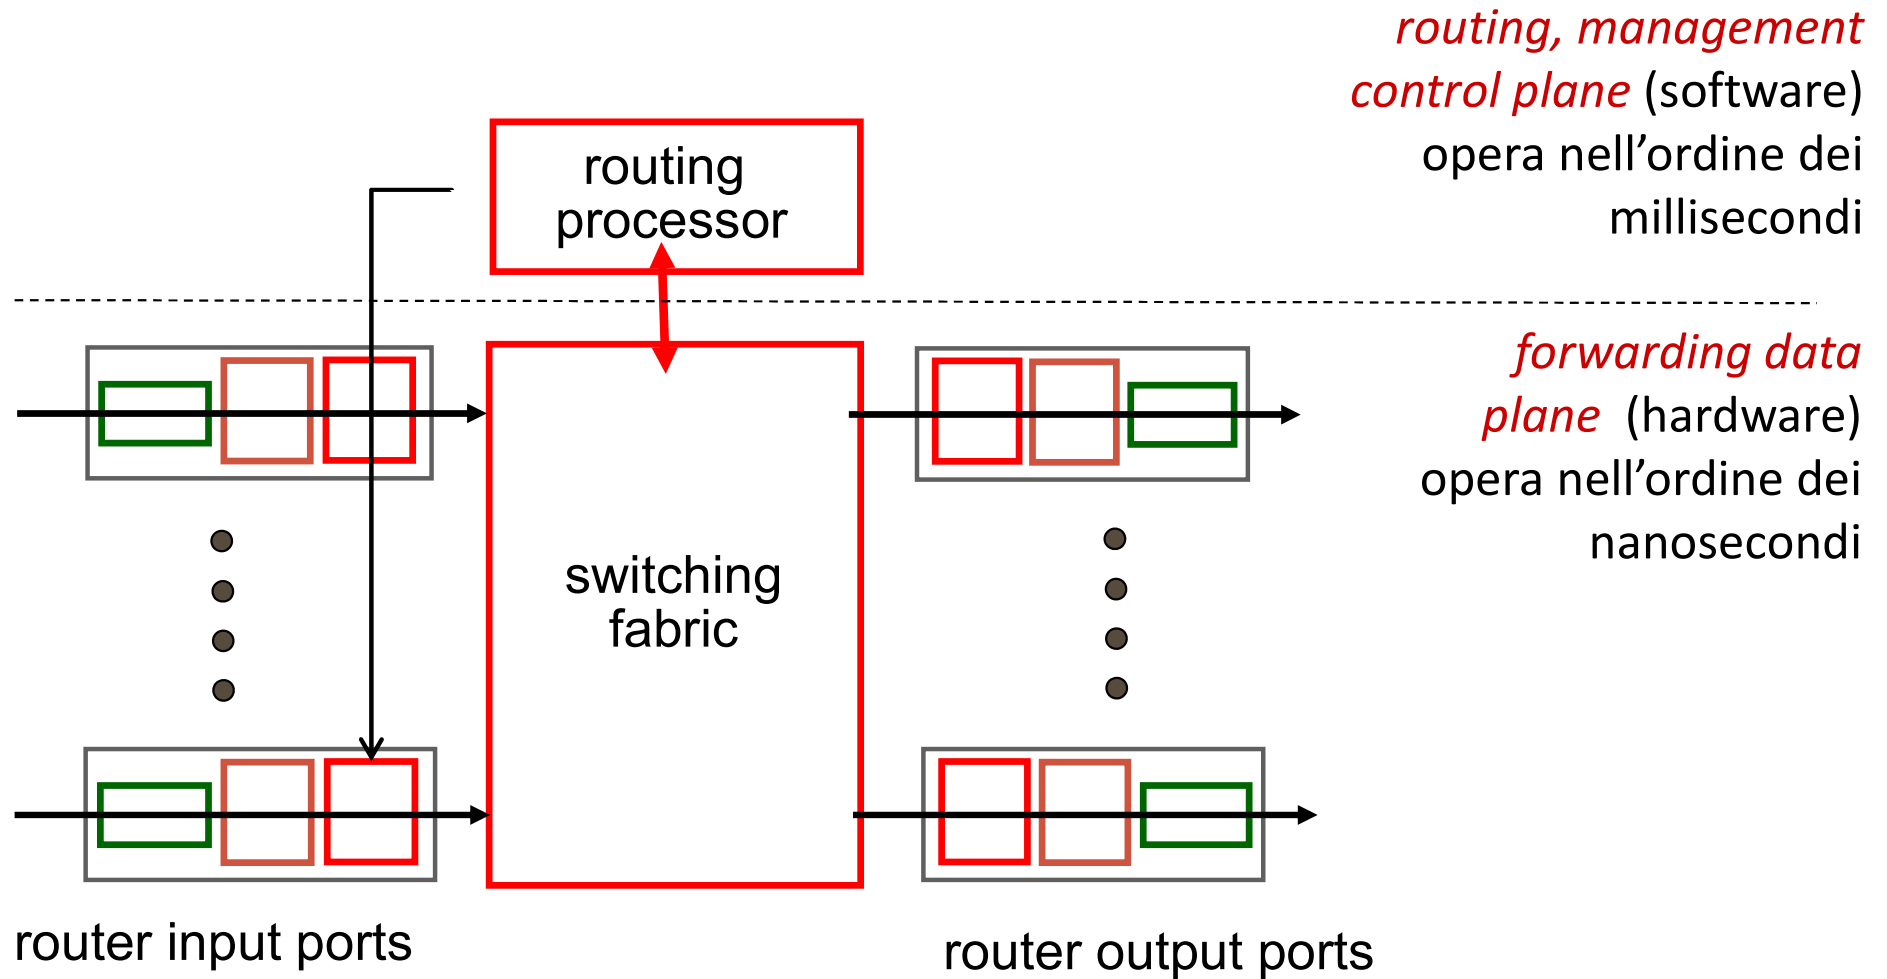 routing, management
control plane (software)
opera nell’ordine dei
millisecondi
routing
processor
forwarding data
plane (hardware)
opera nell’ordine dei
nanosecondi
switching
fabric
router input ports
router output ports